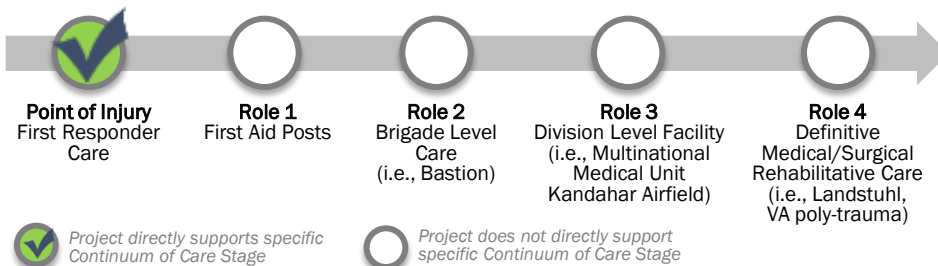 Point of Injury
First Responder
Care
Role 1
First Aid Posts
Role 2
Brigade Level
Care
(i.e., Bastion)
Role 3
Division Level Facility
(i.e., Multinational
Medical Unit
Kandahar Airfield)
Role 4
Definitive
Medical/Surgical
Rehabilitative Care
(i.e., Landstuhl,
VA poly-trauma)
Project directly supports specific
Continuum of Care Stage
Project does not directly support
specific Continuum of Care Stage